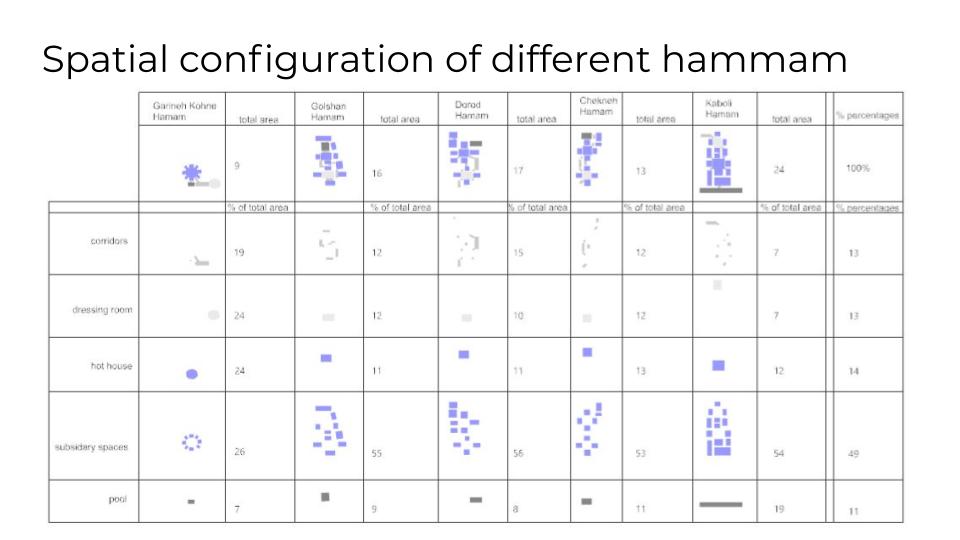 Spatial configuration of different hammam
Garineh Kohne
Hamam
total area
Golshan
Hamam
total area
Dorod
Hamam
total area
Chekneh
Hamam
total area
Kaboli
Hamam
total area
% percentages
9
16
17
13
24
100%
% of total area
% of total area
% of total area
% of total area
% of total area
% percentages
corridors
19
12
15
12
7
13
dressing room
24
12
10
12
7
13
hot house
24
11
11
13
12
14
subsidary spaces
26
55
56
53
54
49
pool
7
9
8
11
19
11